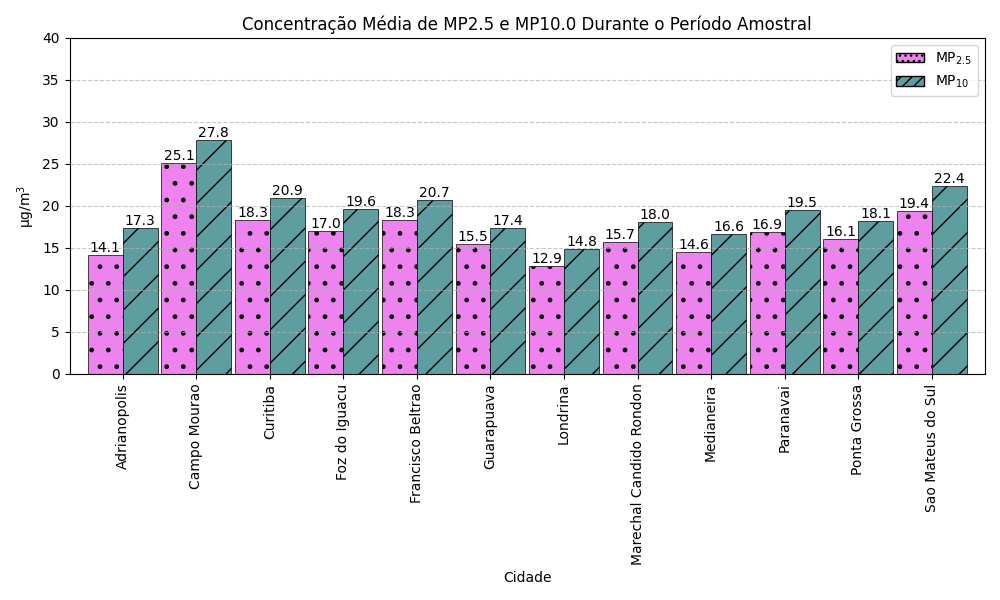 Concentração Média de MP2.5 e MP10.0 Durante o Período Amostral
MP2.5
MP10
µg/m³
40
35
30
25
20
15
10
5
0
14.1 17.3 25.1 27.8 18.3 20.9 17.0 19.6 18.3 20.7 15.5 17.4 12.9 14.8 15.7 18.0 14.6 16.6 16.9 19.5 16.1 18.1 19.4 22.4
Adrianopolis
Campo Mourao
Curitiba
Foz do Iguacu
Francisco Beltrao
Guarapuava
Londrina
Marechal Candido Rondon
Medianeira
Paranavai
Ponta Grossa
Sao Mateus do Sul
Cidade